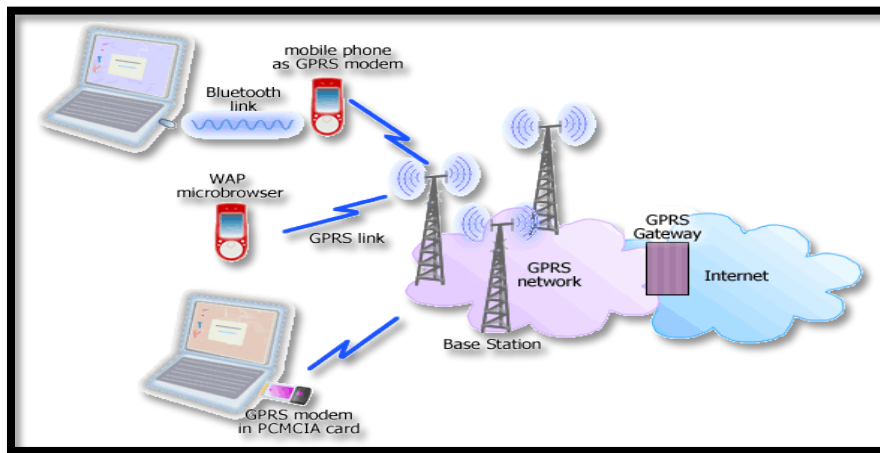 mobile phone
as GPRS modem
Bluetooth
link
WAP
microbrowser
GPRS link
GPRS modem
in PCMCIA card
Base Station
GPRS
network
GPRS
Gateway
Internet